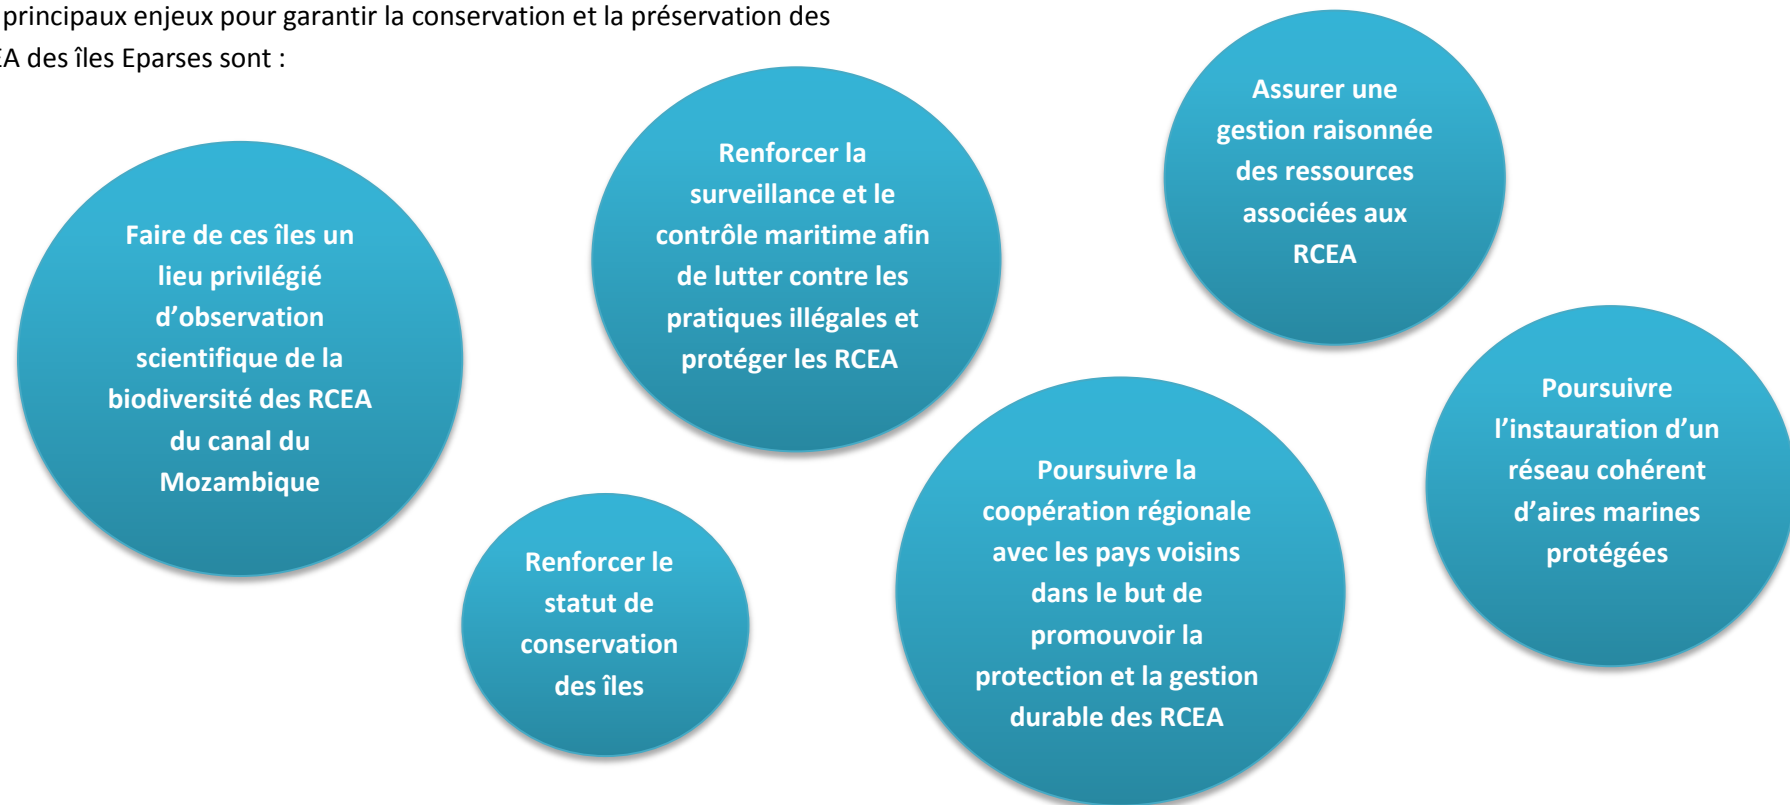 principaux enjeux pour garantir la conservation et la préservation des
EA des îles Eparses sont :
Faire de ces îles un
lieu privilégié
d’observation
scientifique de la
biodiversité des RCEA
du canal du
Mozambique
Renforcer la
surveillance et le
contrôle maritime afin
de lutter contre les
pratiques illégales et
protéger les RCEA
Assurer une
gestion raisonnée
des ressources
associées aux
RCEA
Renforcer le
statut de
conservation
des îles
Poursuivre la
coopération régionale
avec les pays voisins
dans le but de
promouvoir la
protection et la gestion
durable des RCEA
Poursuivre
l’instauration d’un
réseau cohérent
d’aires marines
protégées